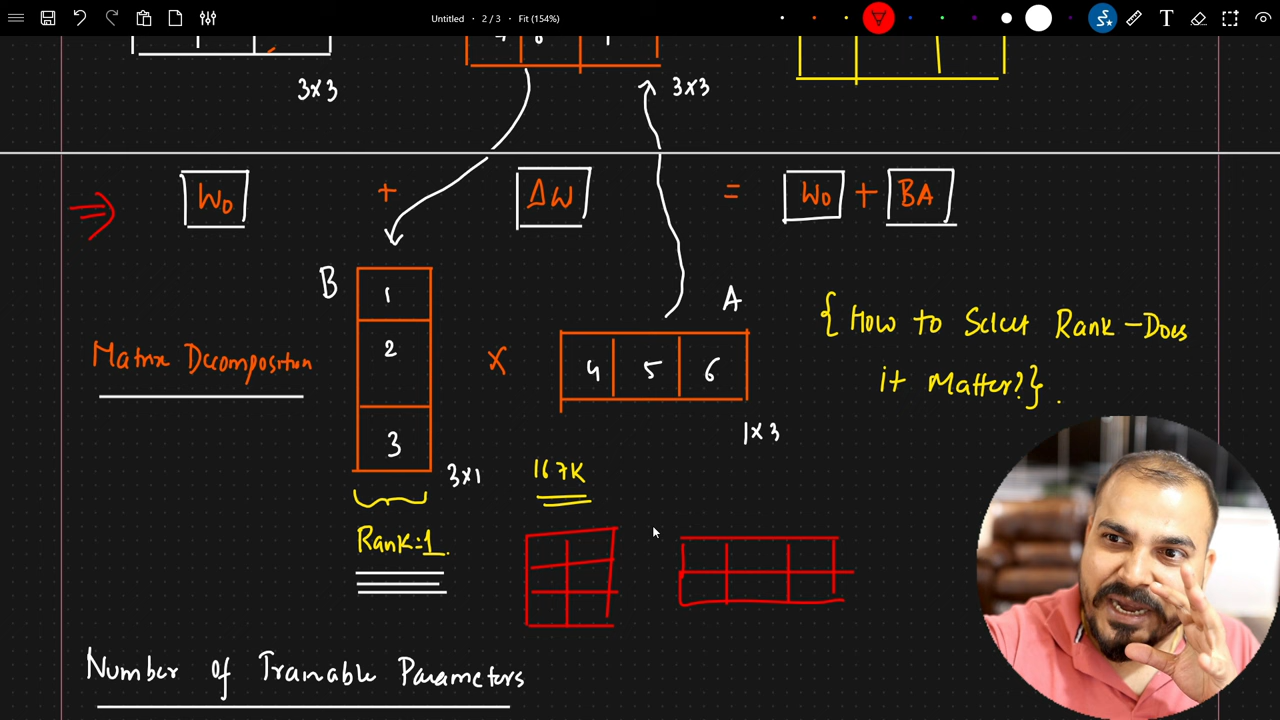 Untitled • 2 / 3 • Fit (154%)
3x3
3x3
⇒ W₀ + ΔW = W₀ + BA
B
1
2
3
3x1
Matrix Decomposition
x
A
4 5 6
1x3
{ How to Select Rank - Does
it Matter? } .
167K
Rank=1.
Number of Trainable Parameters